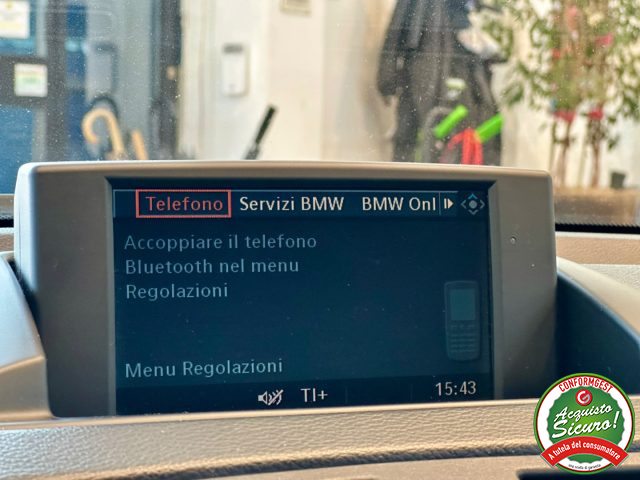 Telefono Servizi BMW BMW Onl
Accoppiare il telefono
Bluetooth nel menu
Regolazioni
Menu Regolazioni
TI+ 15:43
CONFORMGEST
Acquisto
Sicuro!
A tutela del consumatore